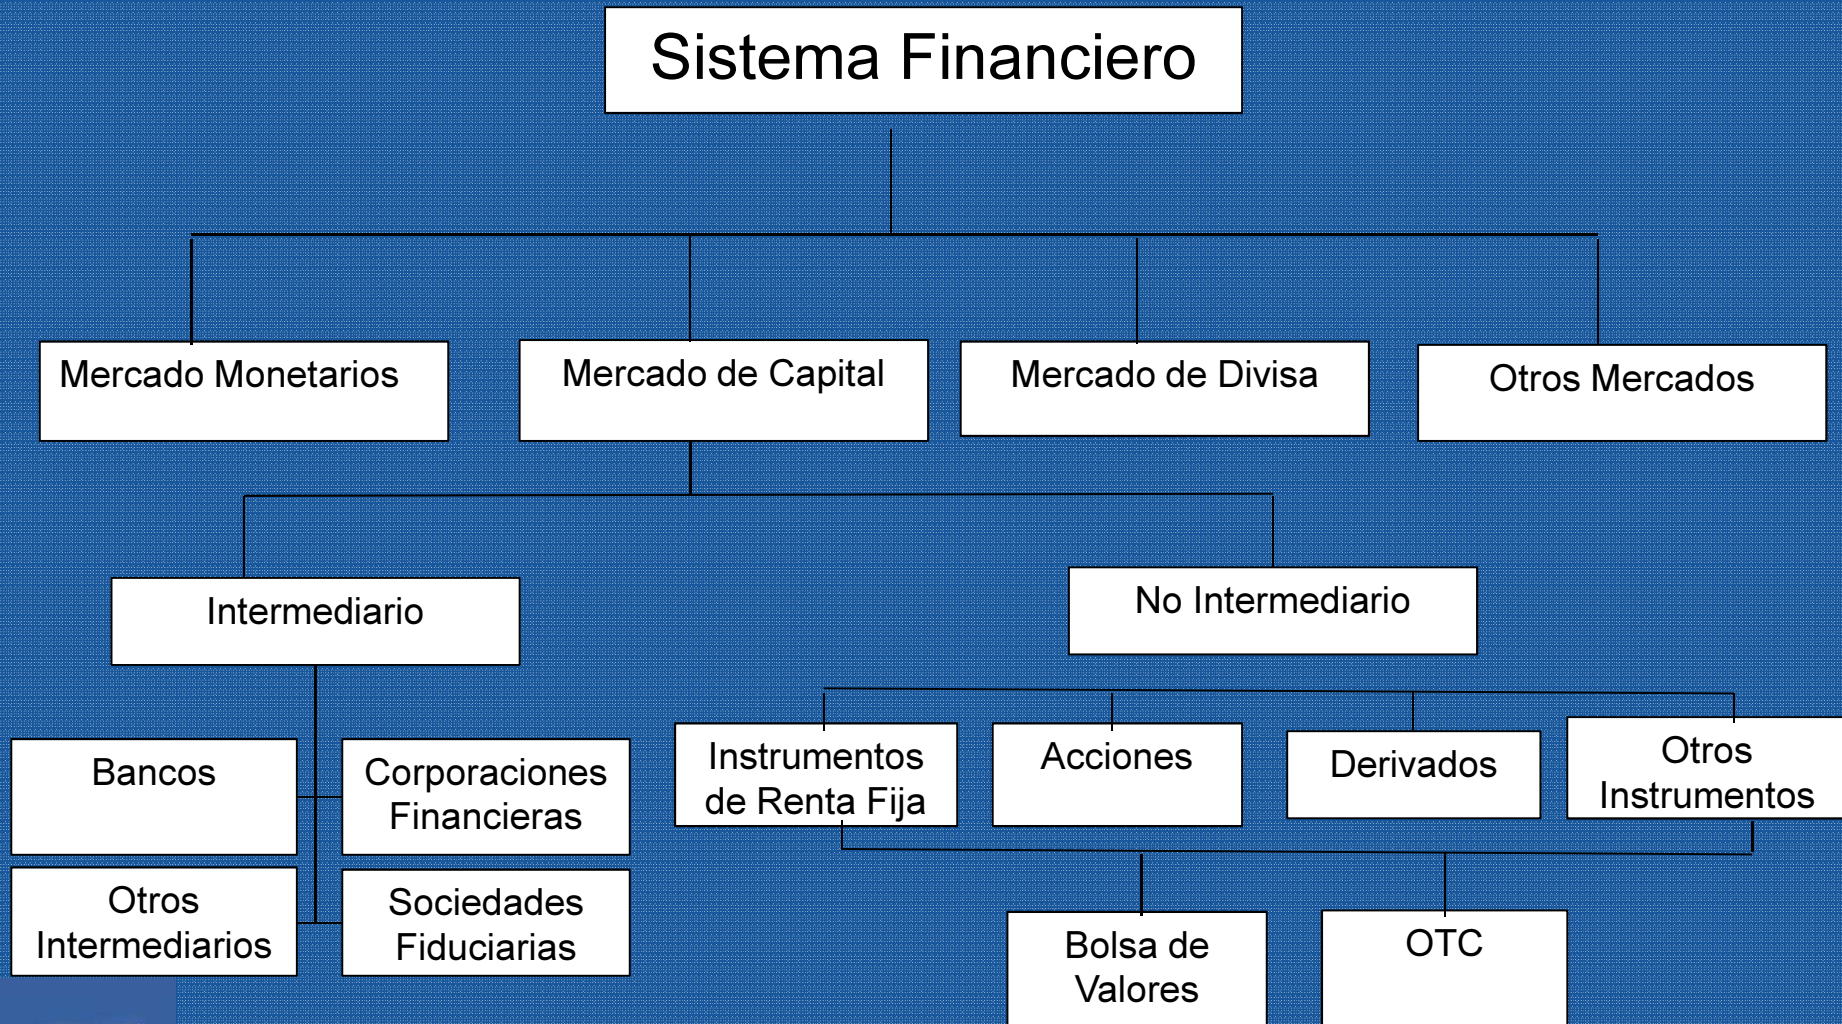 Sistema Financiero
Mercado Monetarios
Mercado de Capital
Mercado de Divisa
Otros Mercados
Intermediario
No Intermediario
Bancos
Corporaciones
Financieras
Otros
Intermediarios
Sociedades
Fiduciarias
Instrumentos
de Renta Fija
Acciones
Derivados
Otros
Instrumentos
Bolsa de
Valores
OTC